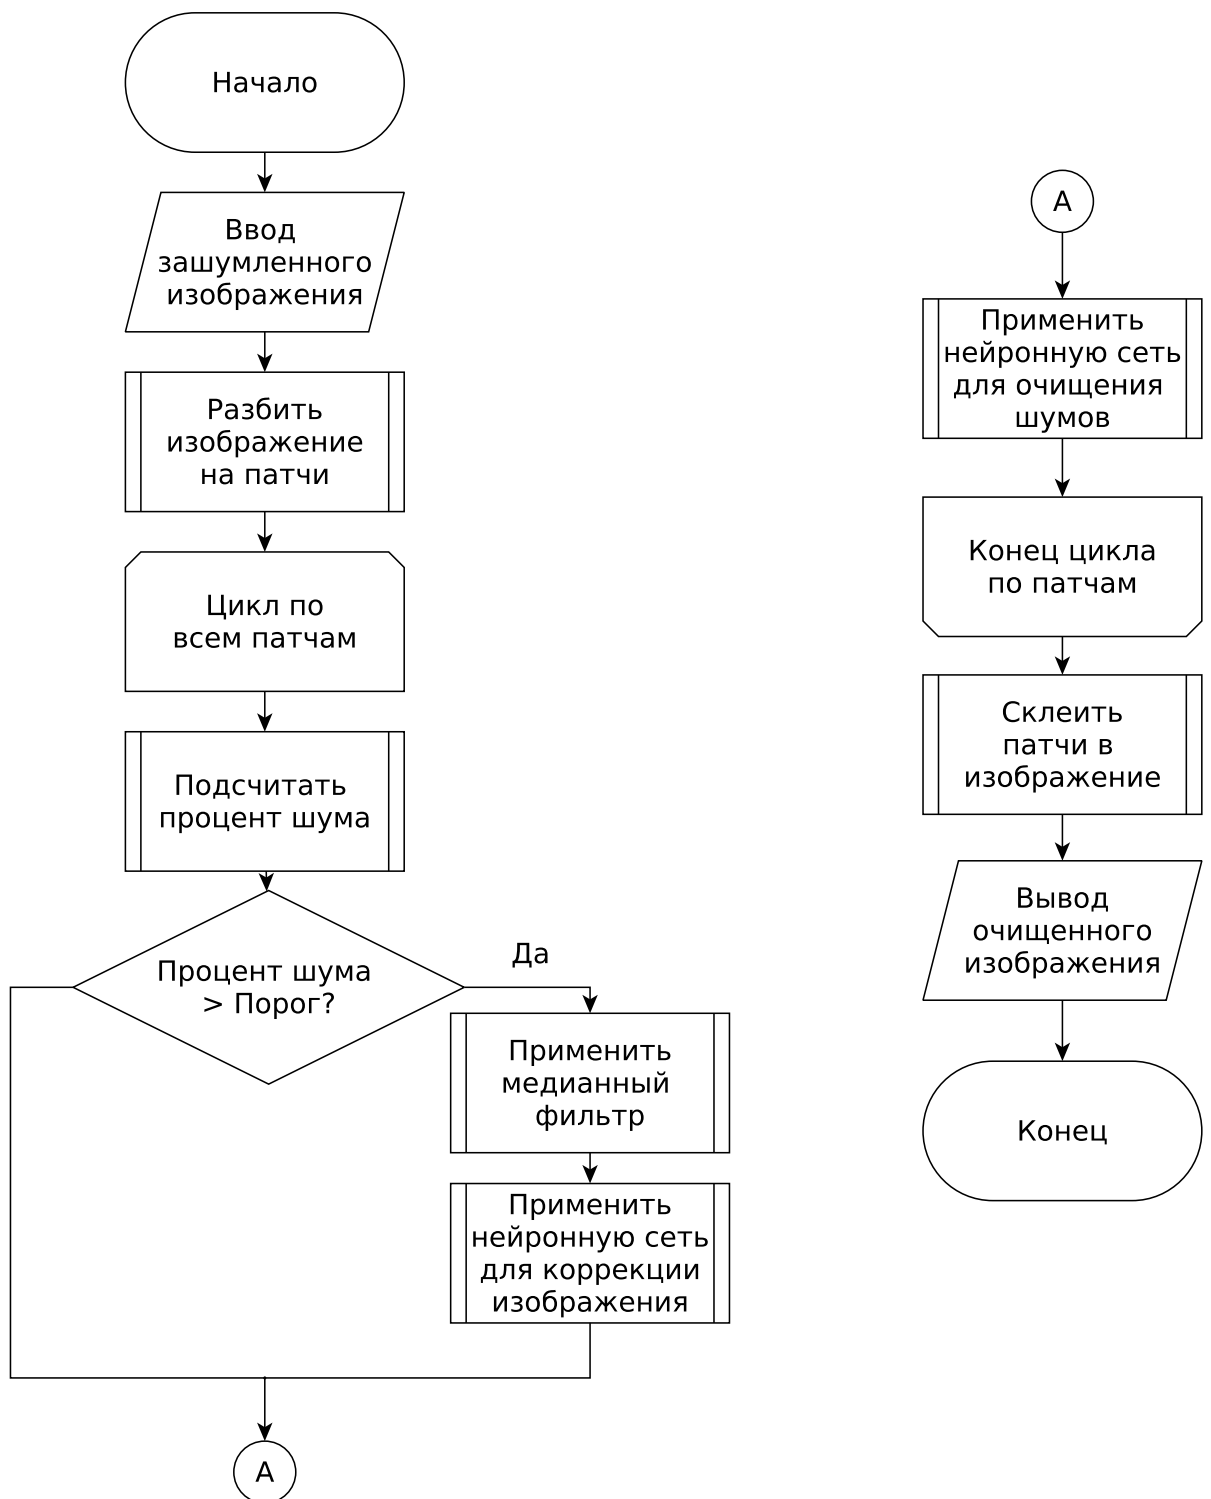 Начало
Ввод
зашумленного
изображения
Разбить
изображение
на патчи
Цикл по
всем патчам
Подсчитать
процент шума
Процент шума
> Порог?
Да
Применить
медианный
фильтр
Применить
нейронную сеть
для коррекции
изображения
А
А
Применить
нейронную сеть
для очищения
шумов
Конец цикла
по патчам
Склеить
патчи в
изображение
Вывод
очищенного
изображения
Конец